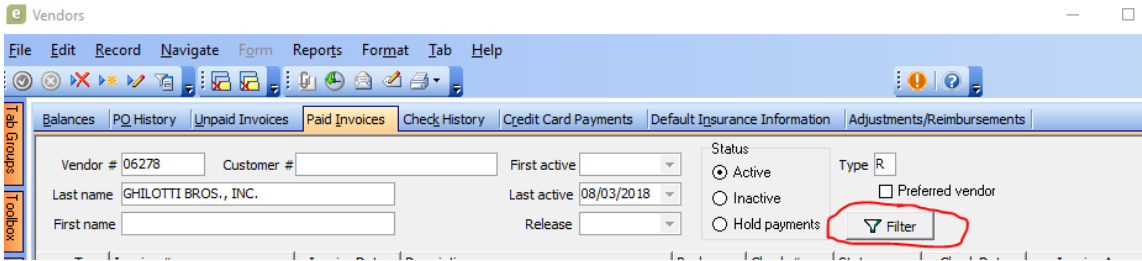 e Vendors
File Edit Record Navigate Form Reports Format Tab Help
Tab Groups
Toolbox
Balances PO History Unpaid Invoices Paid Invoices Check History Credit Card Payments Default Insurance Information Adjustments/Reimbursements
Vendor # 06278 Customer # First active Status Type R
Active
Last name GHILOTTI BROS., INC. Last active 08/03/2018 Inactive Preferred vendor
First name Release Hold payments Filter